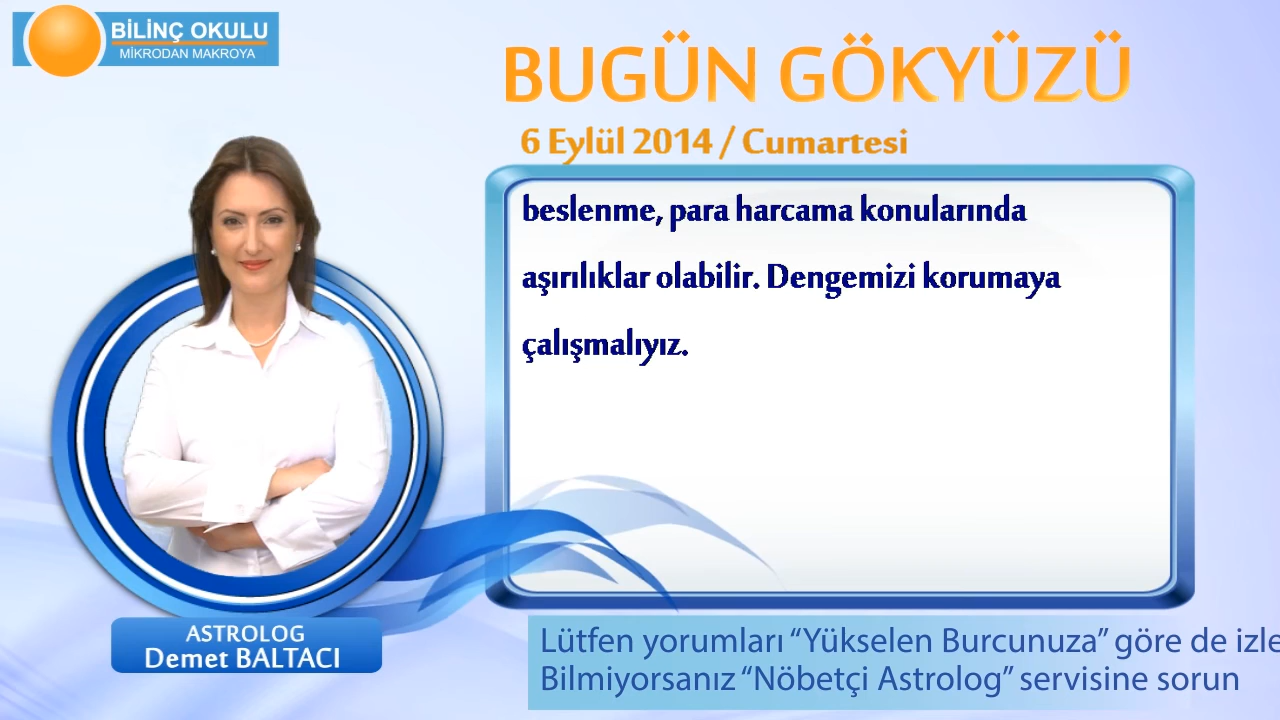 BİLİNÇ OKULU
MİKRODAN MAKROYA
BUGÜN GÖKYÜZÜ
6 Eylül 2014 / Cumartesi
beslenme, para harcama konularında
aşırılıklar olabilir. Dengemizi korumaya
çalışmalıyız.
ASTROLOG
Demet BALTACI
Lütfen yorumları “Yükselen Burcunuza” göre de izle
Bilmiyorsanız “Nöbetçi Astrolog” servisine sorun